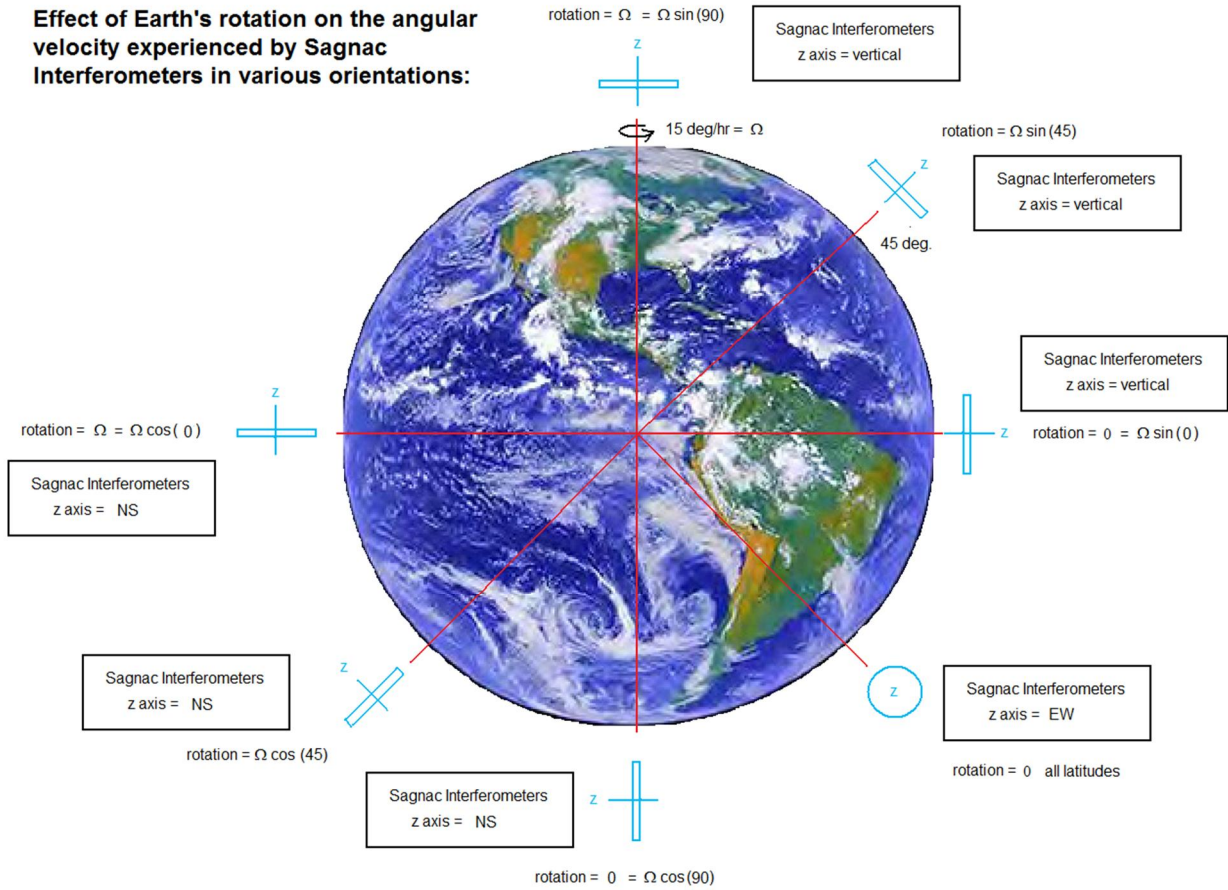 Effect of Earth's rotation on the angular
velocity experienced by Sagnac
Interferometers in various orientations:
rotation = Ω = Ω sin(90)
Sagnac Interferometers
z axis = vertical
z
15 deg/hr = Ω
rotation = Ω sin(45)
z
Sagnac Interferometers
z axis = vertical
45 deg.
Sagnac Interferometers
z axis = vertical
z
rotation = 0 = Ω sin(0)
z
rotation = Ω = Ω cos( 0 )
Sagnac Interferometers
z axis = NS
Sagnac Interferometers
z axis = NS
z
rotation = Ω cos (45)
z
Sagnac Interferometers
z axis = EW
rotation = 0 all latitudes
Sagnac Interferometers
z axis = NS
z
rotation = 0 = Ω cos(90)